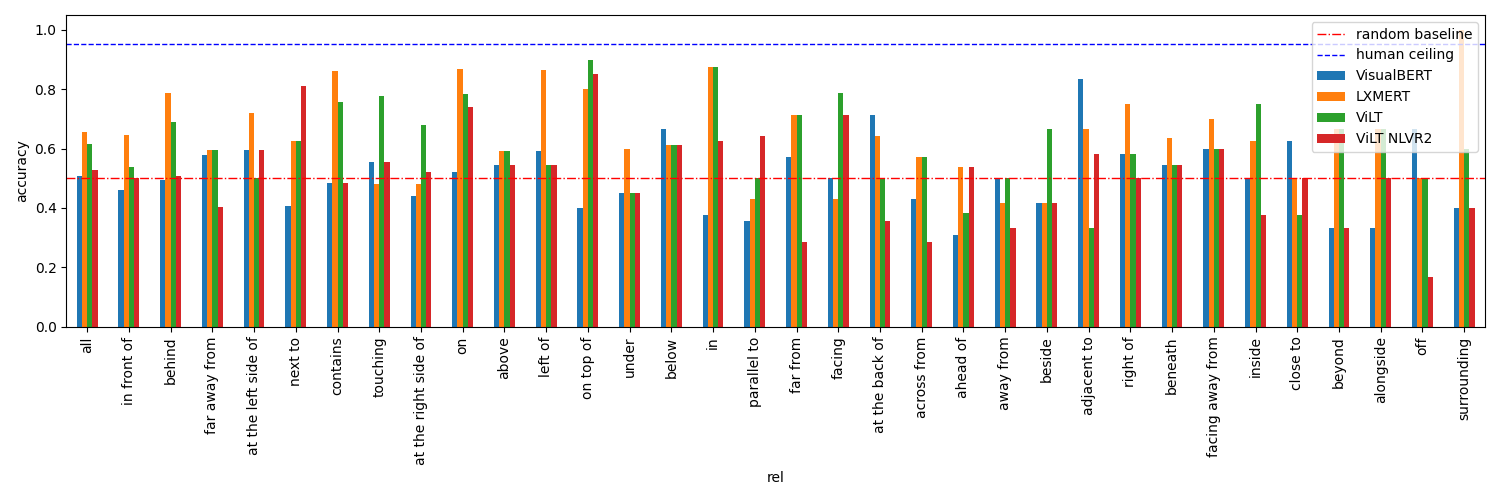 1.0
0.8
0.6
0.4
0.2
0.0
accuracy
random baseline
human ceiling
VisualBERT
LXMERT
ViLT
ViLT NLVR2
all
in front of
behind
far away from
at the left side of
next to
contains
touching
at the right side of
on
above
left of
on top of
under
below
in
parallel to
far from
facing
at the back of
across from
ahead of
away from
beside
adjacent to
right of
beneath
facing away from
inside
close to
beyond
alongside
off
surrounding
rel